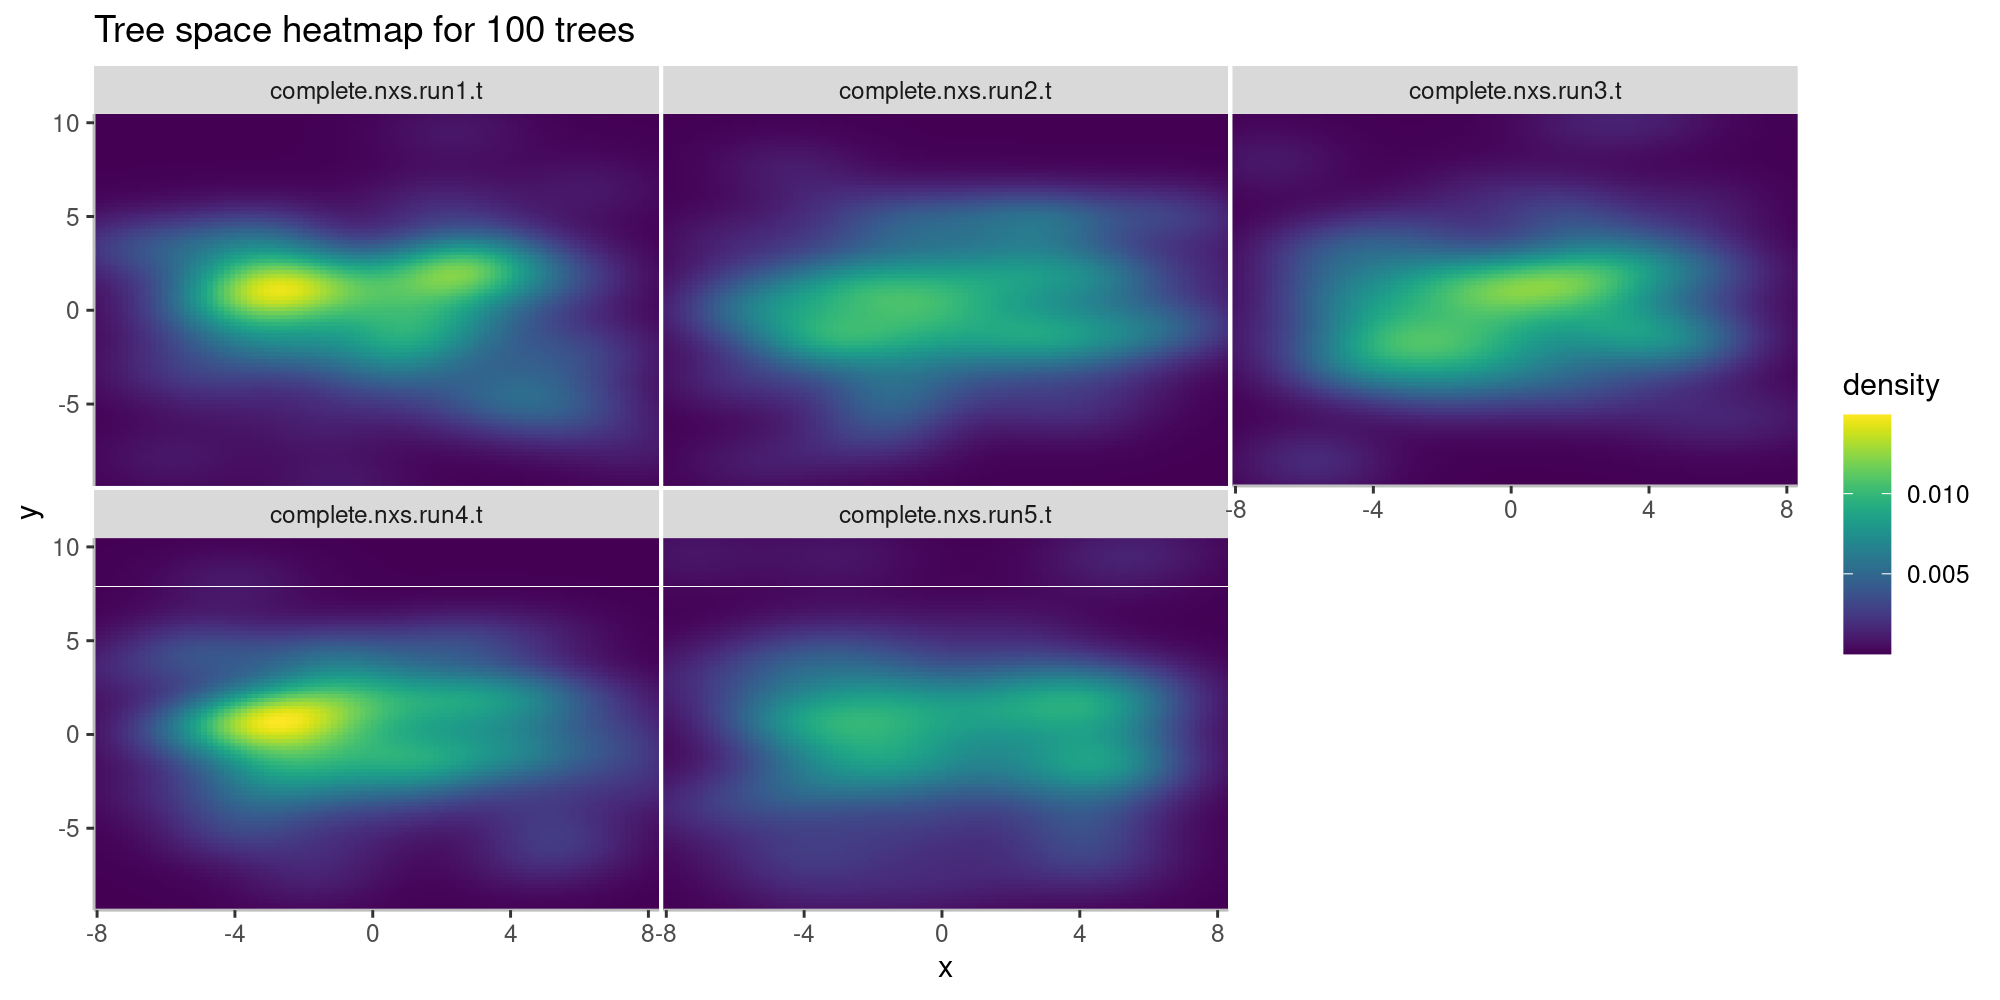 Tree space heatmap for 100 trees
complete.nxs.run1.t
complete.nxs.run2.t
complete.nxs.run3.t
10
5
0
-5
-8
-4
0
4
8
y
complete.nxs.run4.t
complete.nxs.run5.t
10
5
0
-5
-8
-4
0
4
8
-8
-4
0
4
8
x
density
0.010
0.005